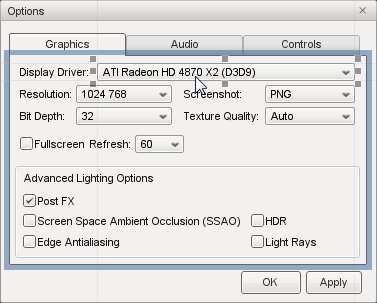 Options
Graphics Audio Controls
Display Driver: ATI Radeon HD 4870 X2 (D3D9)
Resolution: 1024 768 Screenshot: PNG
Bit Depth: 32 Texture Quality: Auto
Fullscreen Refresh: 60
Advanced Lighting Options
Post FX
Screen Space Ambient Occlusion (SSAO) HDR
Edge Antialiasing Light Rays
OK Apply